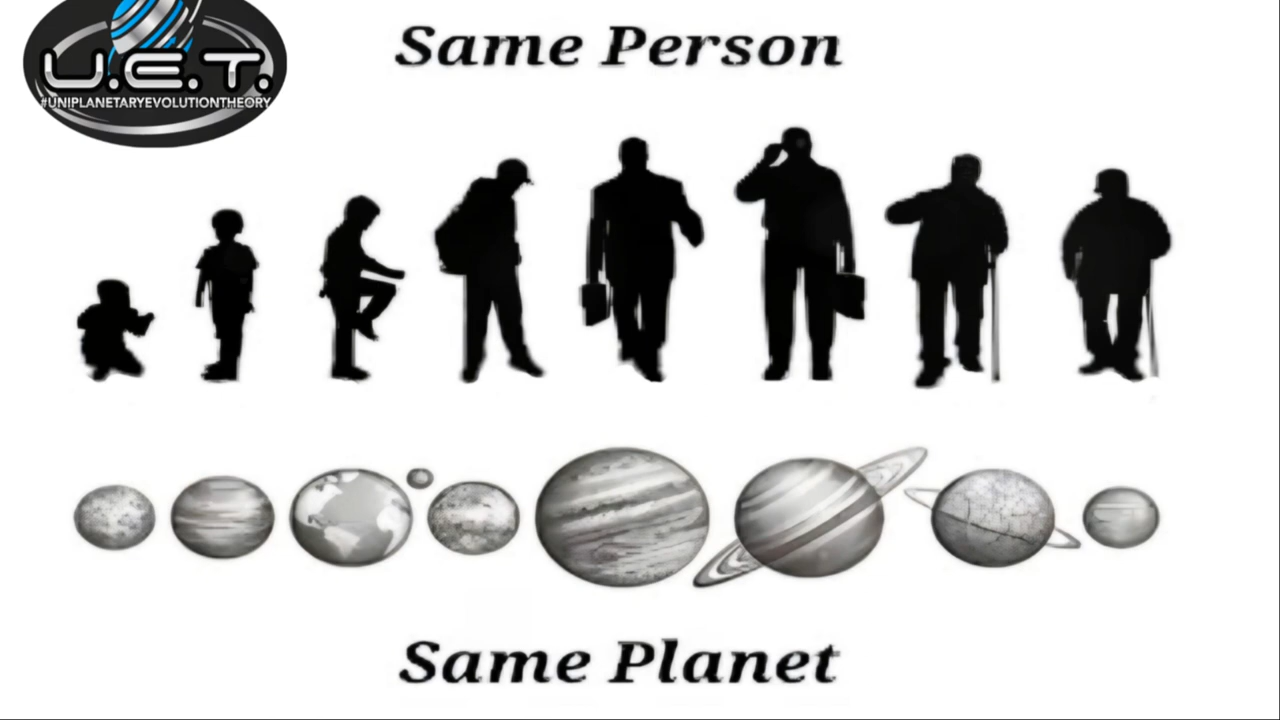 U.E.T.
#UNIPLANETARYEVOLUTIONTHEORY
Same Person
Same Planet